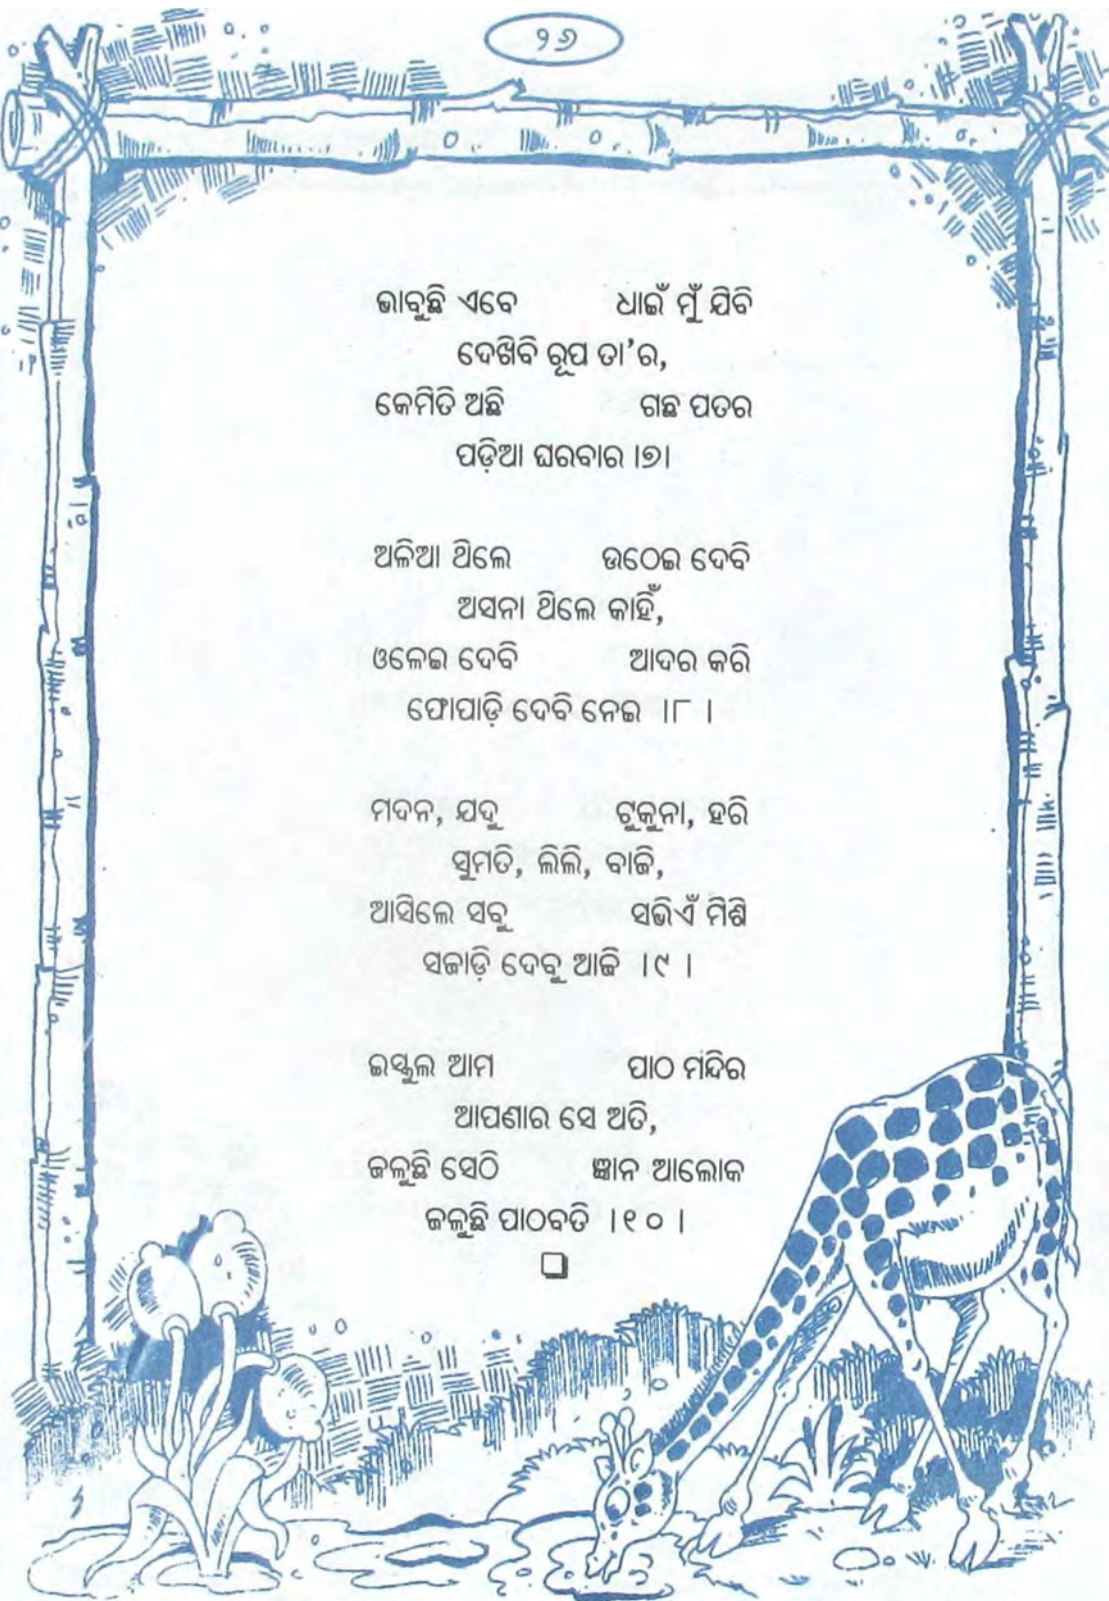 ୨୬
ଭାବୁଛି ଏବେ ଧାଇଁ ମୁଁ ଯିବି
ଦେଖିବି ରୂପ ତା'ର,
କେମିତି ଅଛି ଗଛ ପତର
ପଡ଼ିଆ ଘରବାର ।୭।
ଅଳିଆ ଥିଲେ ଉଠେଇ ଦେବି
ଅସନା ଥିଲେ କାହିଁ,
ଓଳେଇ ଦେବି ଆଦର କରି
ଫୋପାଡ଼ି ଦେବି ନେଇ ।୮ ।
ମଦନ, ଯଦୁ ଟୁକୁନା, ହରି
ସୁମତି, ଲିଲି, ବାଜି,
ଆସିଲେ ସବୁ ସଭିଏଁ ମିଶି
ସଜାଡ଼ି ଦେବୁ ଆଜି ।୯ ।
ଇସ୍କୁଲ ଆମ ପାଠ ମନ୍ଦିର
ଆପଣାର ସେ ଅତି,
ଜଳୁଛି ସେଠି ଜ୍ଞାନ ଆଲୋକ
ଜଳୁଛି ପାଠବତି ।୧୦ ।